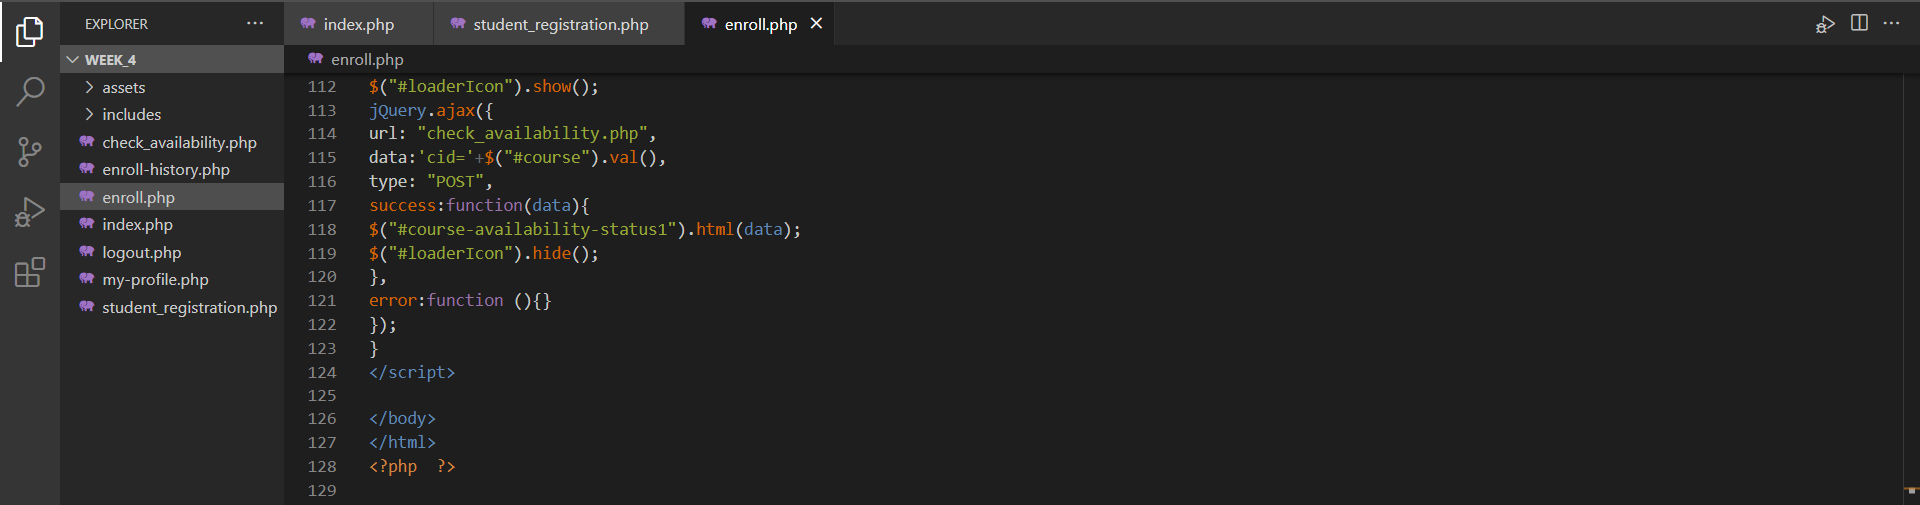 EXPLORER ···
index.php student_registration.php enroll.php ×
WEEK_4
enroll.php
assets
includes
check_availability.php
enroll-history.php
enroll.php
index.php
logout.php
my-profile.php
student_registration.php
112 $("#loaderIcon").show();
113 jQuery.ajax({
114 url: "check_availability.php",
115 data:'cid='+$("#course").val(),
116 type: "POST",
117 success:function(data){
118 $("#course-availability-status1").html(data);
119 $("#loaderIcon").hide();
120 },
121 error:function (){}
122 });
123 }
124 </script>
125
126 </body>
127 </html>
128 <?php  ?>
129